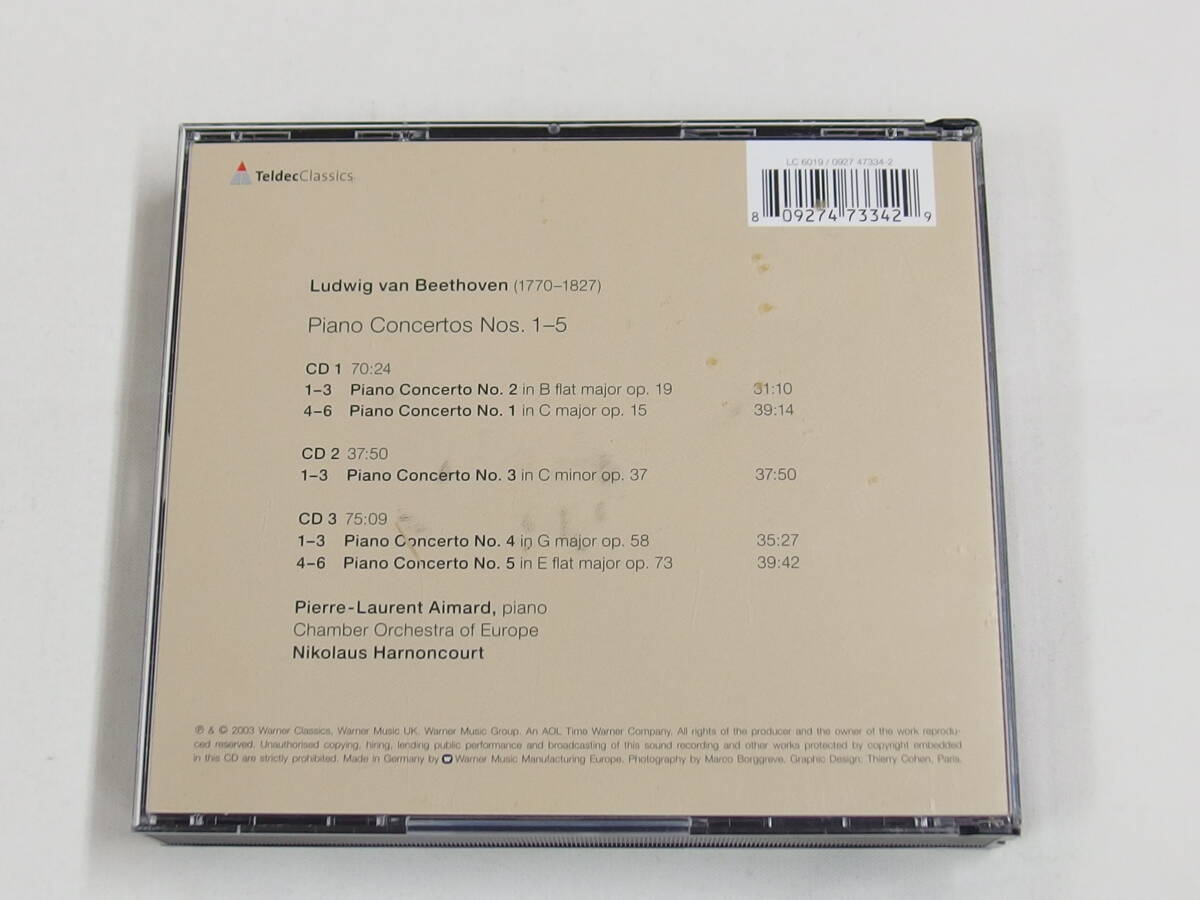 TeldecClassics
LC 6019 / 0927 47334-2
8 09274 73342 9
Ludwig van Beethoven (1770–1827)
Piano Concertos Nos. 1–5
CD 1 70:24
1–3 Piano Concerto No. 2 in B flat major op. 19 31:10
4–6 Piano Concerto No. 1 in C major op. 15 39:14
CD 2 37:50
1–3 Piano Concerto No. 3 in C minor op. 37 37:50
CD 3 75:09
1–3 Piano Concerto No. 4 in G major op. 58 35:27
4–6 Piano Concerto No. 5 in E flat major op. 73 39:42
Pierre-Laurent Aimard, piano
Chamber Orchestra of Europe
Nikolaus Harnoncourt
℗ & © 2003 Warner Classics, Warner Music UK. Warner Music Group. An AOL Time Warner Company. All rights of the producer and the owner of the work reprodu-
ced reserved. Unauthorised copying, hiring, lending public performance and broadcasting of this sound recording and other works protected by copyright embedded
in this CD are strictly prohibited. Made in Germany by Warner Music Manufacturing Europe. Photography by Marco Borggreve. Graphic Design: Thierry Cohen, Paris.